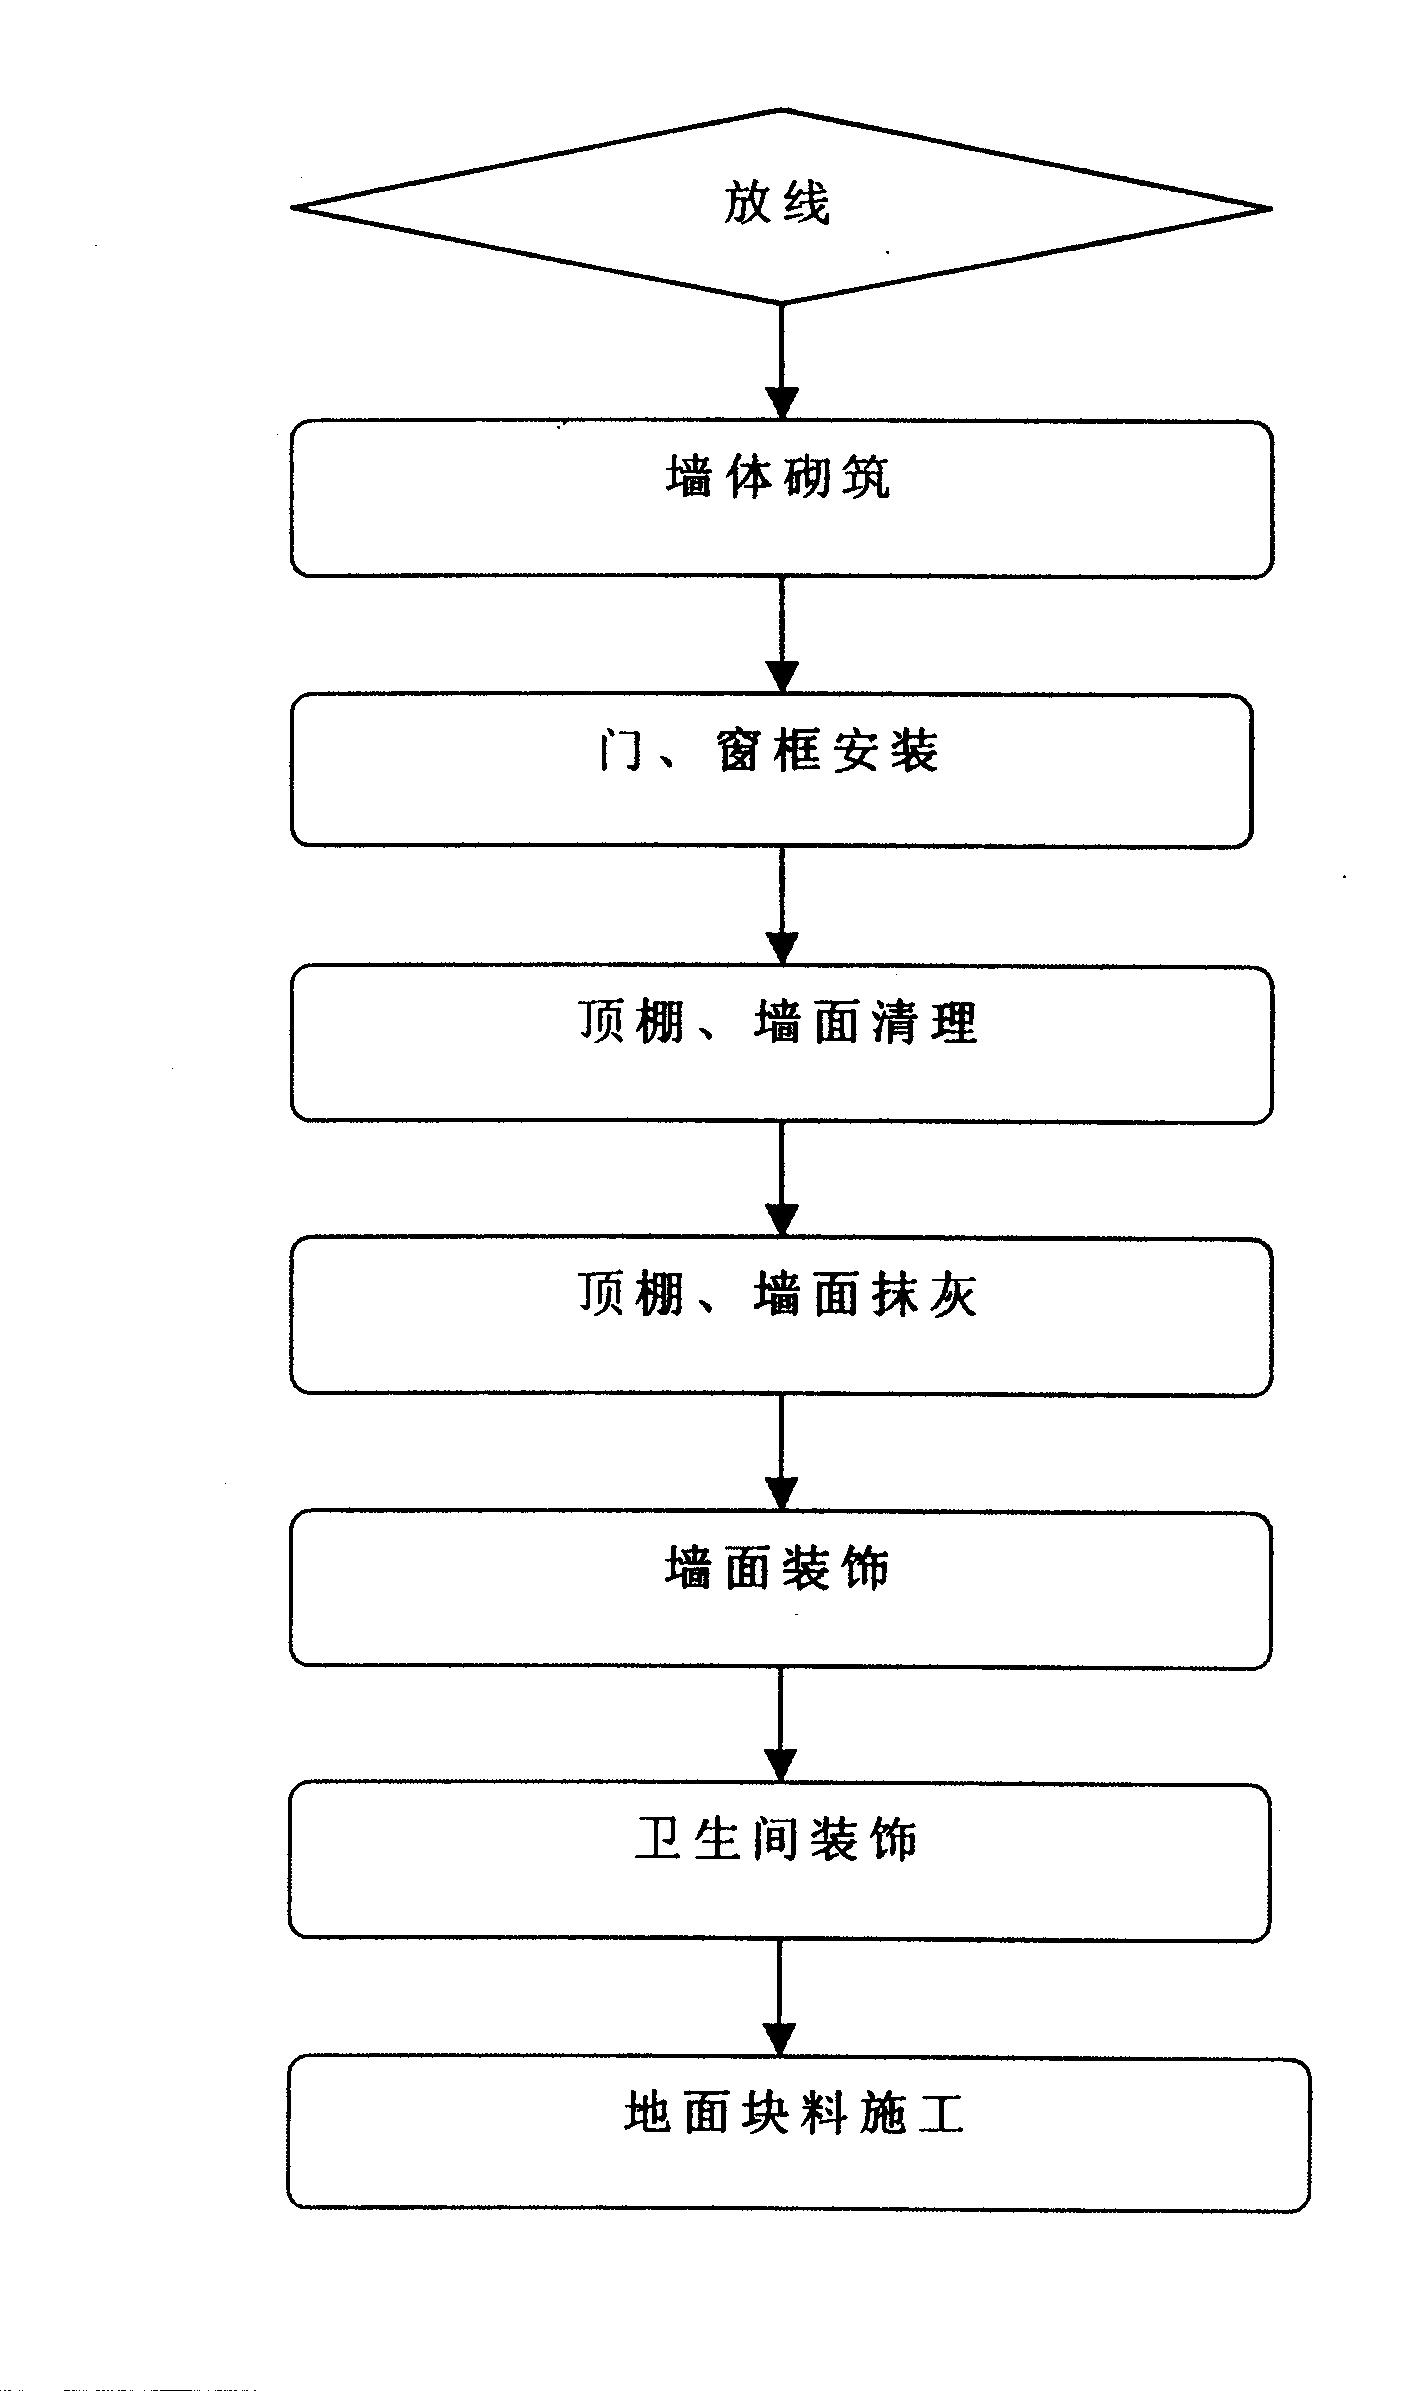 放线
墙体砌筑
门、窗框安装
顶棚、墙面清理
顶棚、墙面抹灰
墙面装饰
卫生间装饰
地面块料施工